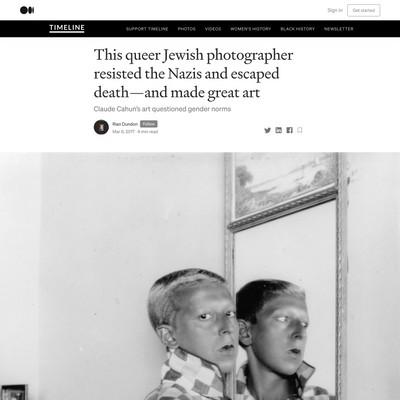 Sign in
Get started
TIMELINE
SUPPORT TIMELINE PHOTOS VIDEOS WOMEN'S HISTORY BLACK HISTORY NEWSLETTER
This queer Jewish photographer
resisted the Nazis and escaped
death—and made great art
Claude Cahun's art questioned gender norms
Rian Dundon Follow
Mar 6, 2017 · 4 min read